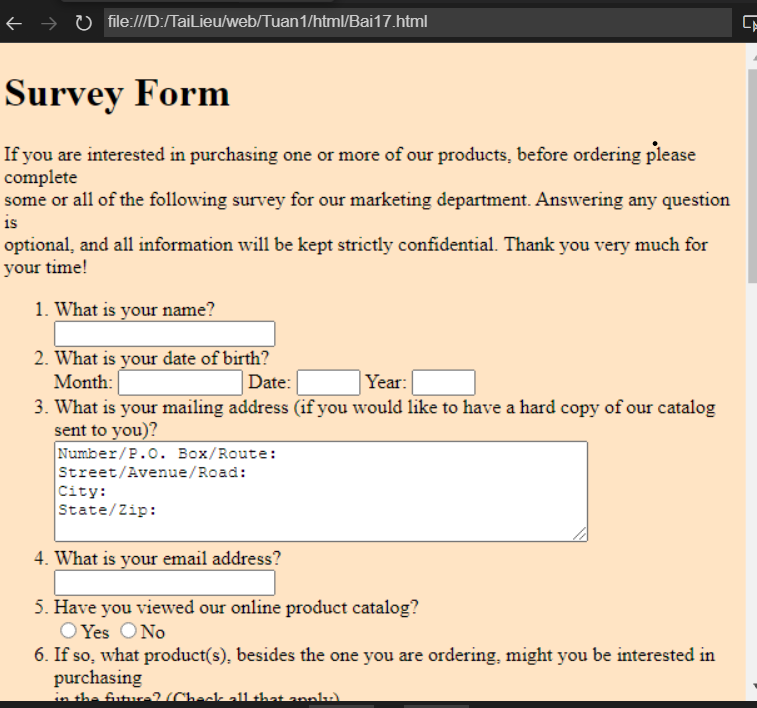 file:///D:/TaiLieu/web/Tuan1/html/Bai17.html
Survey Form
If you are interested in purchasing one or more of our products, before ordering please
complete
some or all of the following survey for our marketing department. Answering any question
is
optional, and all information will be kept strictly confidential. Thank you very much for
your time!
1. What is your name?
2. What is your date of birth?
Month: Date: Year:
3. What is your mailing address (if you would like to have a hard copy of our catalog
sent to you)?
Number/P.O. Box/Route:
Street/Avenue/Road:
City:
State/Zip:
4. What is your email address?
5. Have you viewed our online product catalog?
Yes No
6. If so, what product(s), besides the one you are ordering, might you be interested in
purchasing
in the future? (Check all that apply)